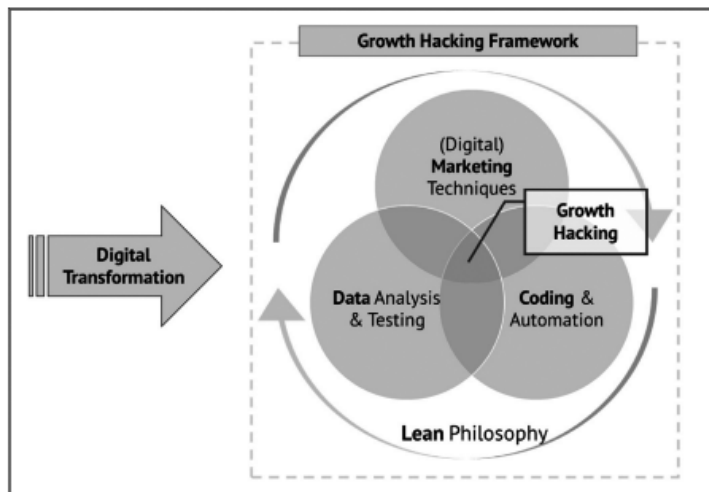 Growth Hacking Framework
(Digital)
Marketing
Techniques
Growth
Hacking
Digital
Transformation
Data Analysis
& Testing
Coding &
Automation
Lean Philosophy